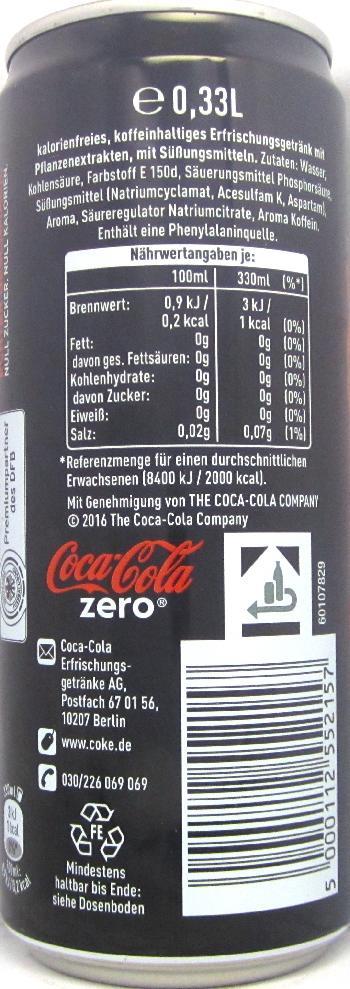 e 0,33L
kalorienfreies, koffeinhaltiges Erfrischungsgetränk mit
Pflanzenextrakten, mit Süßungsmitteln. Zutaten: Wasser,
Kohlensäure, Farbstoff E 150d, Säuerungsmittel Phosphorsäure,
Süßungsmittel (Natriumcyclamat, Acesulfam K, Aspartam),
Aroma, Säureregulator Natriumcitrate, Aroma Koffein.
Enthält eine Phenylalaninquelle.
Nährwertangaben je:
100ml 330ml (%*)
Brennwert: 0,9 kJ / 3 kJ /
0,2 kcal 1 kcal (0%)
Fett: 0g 0g (0%)
davon ges. Fettsäuren: 0g 0g (0%)
Kohlenhydrate: 0g 0g (0%)
davon Zucker: 0g 0g (0%)
Eiweiß: 0g 0g (0%)
Salz: 0,02g 0,07g (1%)
*Referenzmenge für einen durchschnittlichen
Erwachsenen (8400 kJ / 2000 kcal).
Mit Genehmigung von THE COCA-COLA COMPANY
© 2016 The Coca-Cola Company
Coca-Cola
zero®
60107829
Coca-Cola
Erfrischungs-
getränke AG,
Postfach 67 01 56,
10207 Berlin
www.coke.de
030/226 069 069
FE
Mindestens
haltbar bis Ende:
siehe Dosenboden
5 000112 552157
NULL ZUCKER. NULL KALORIEN.
Premiumpartner
des DFB